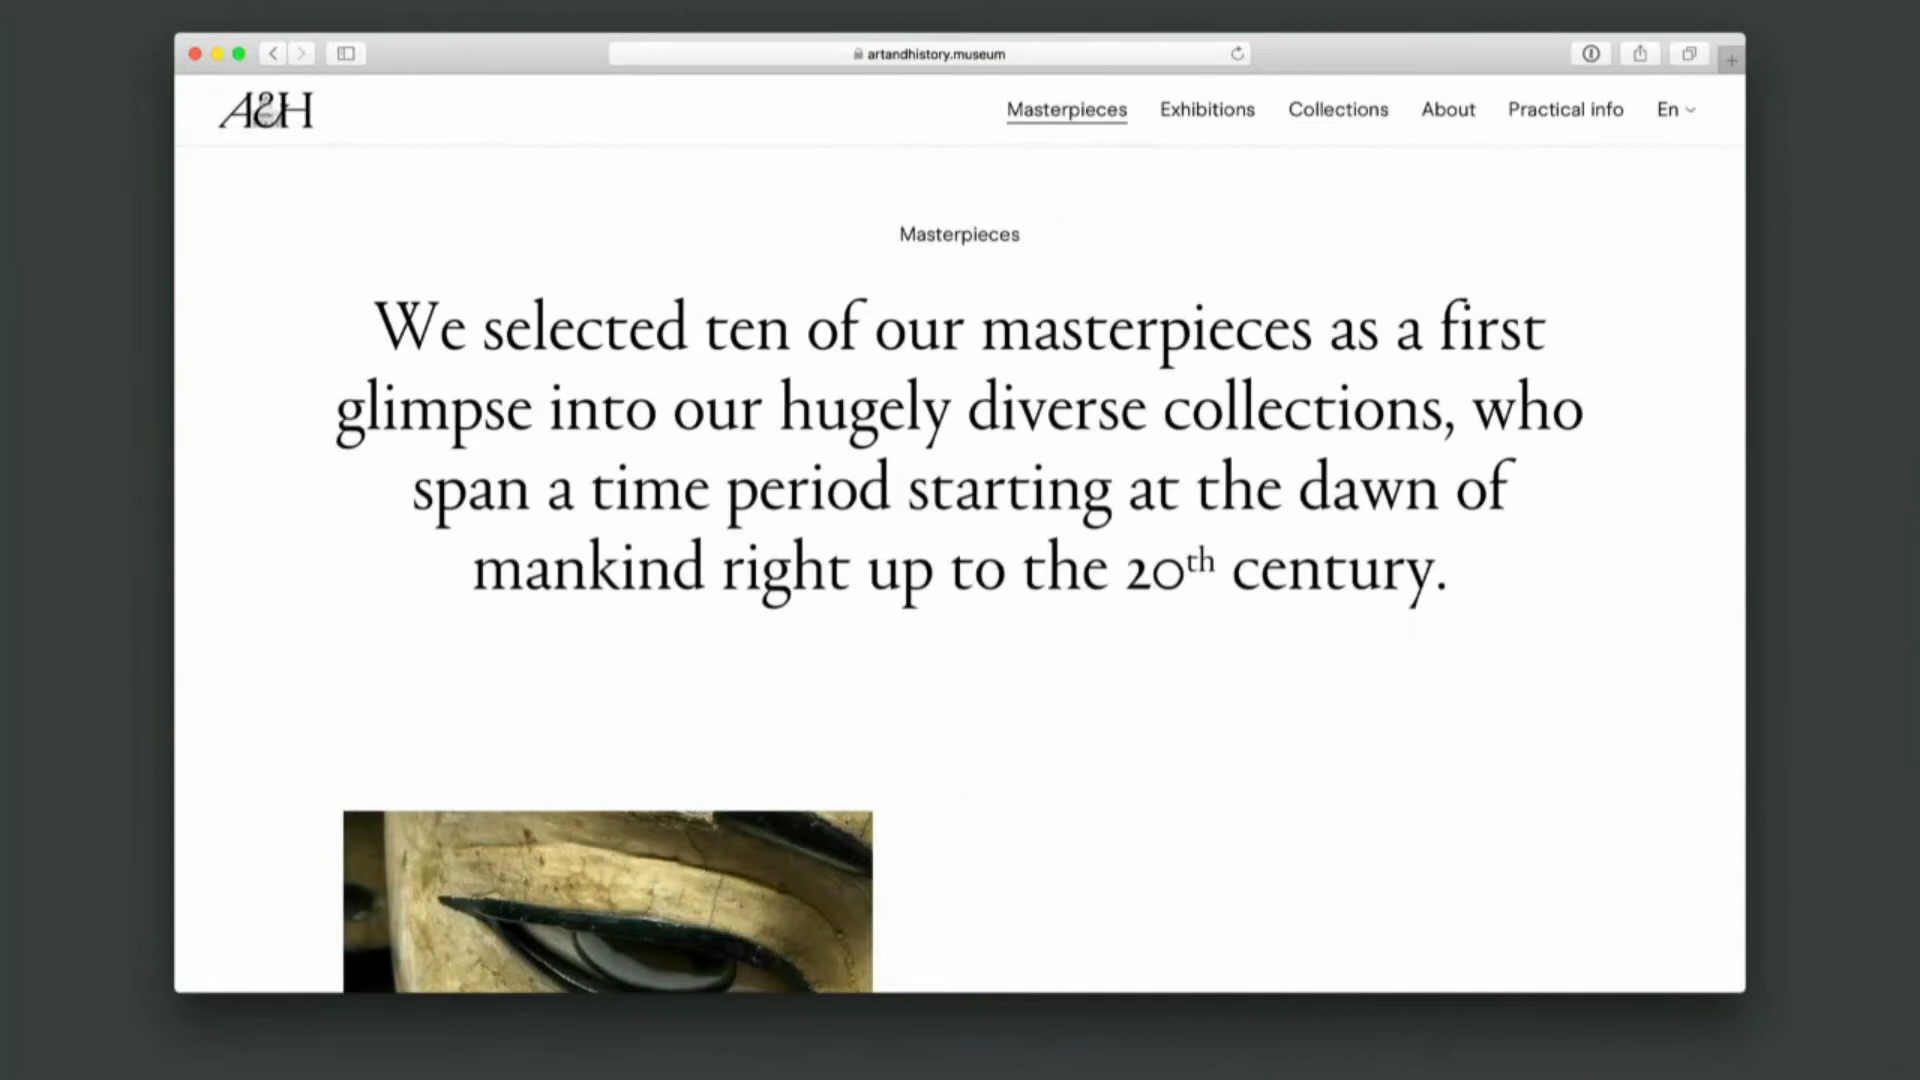 artandhistory.museum
A&H
Masterpieces
Exhibitions
Collections
About
Practical info
En
Masterpieces
We selected ten of our masterpieces as a first
glimpse into our hugely diverse collections, who
span a time period starting at the dawn of
mankind right up to the 20th century.